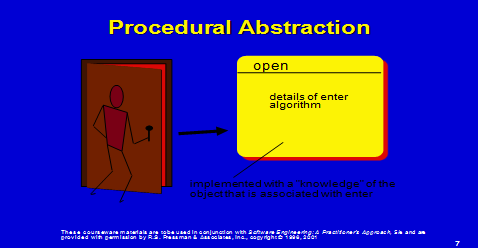 Procedural Abstraction
open
details of enter
algorithm
implemented with a "knowledge" of the
object that is associated with enter
These courseware materials are to be used in conjunction with Software Engineering: A Practitioner's Approach, 5/e and are
provided with permission by R.S. Pressman & Associates, Inc., copyright © 1996, 2001
7